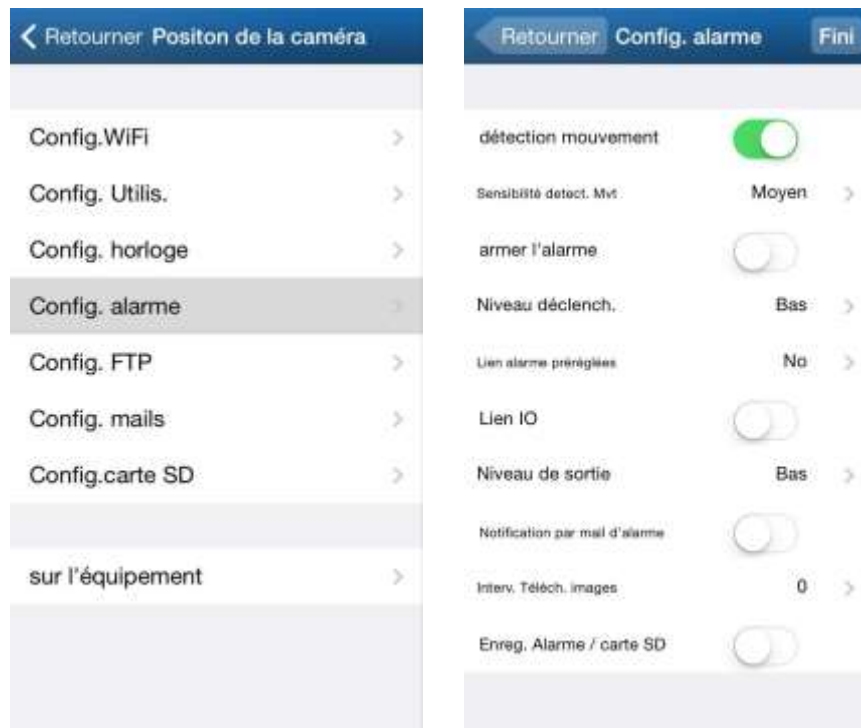 Retourner Positon de la caméra
Config.WiFi
Config. Utilis.
Config. horloge
Config. alarme
Config. FTP
Config. mails
Config.carte SD
sur l'équipement
Retourner Config. alarme Fini
détection mouvement
Sensibilité detect. Mvt Moyen
armer l'alarme
Niveau déclench. Bas
Lien alarme préréglées No
Lien IO
Niveau de sortie Bas
Notification par mail d'alarme
Interv. Téléch. images 0
Enreg. Alarme / carte SD